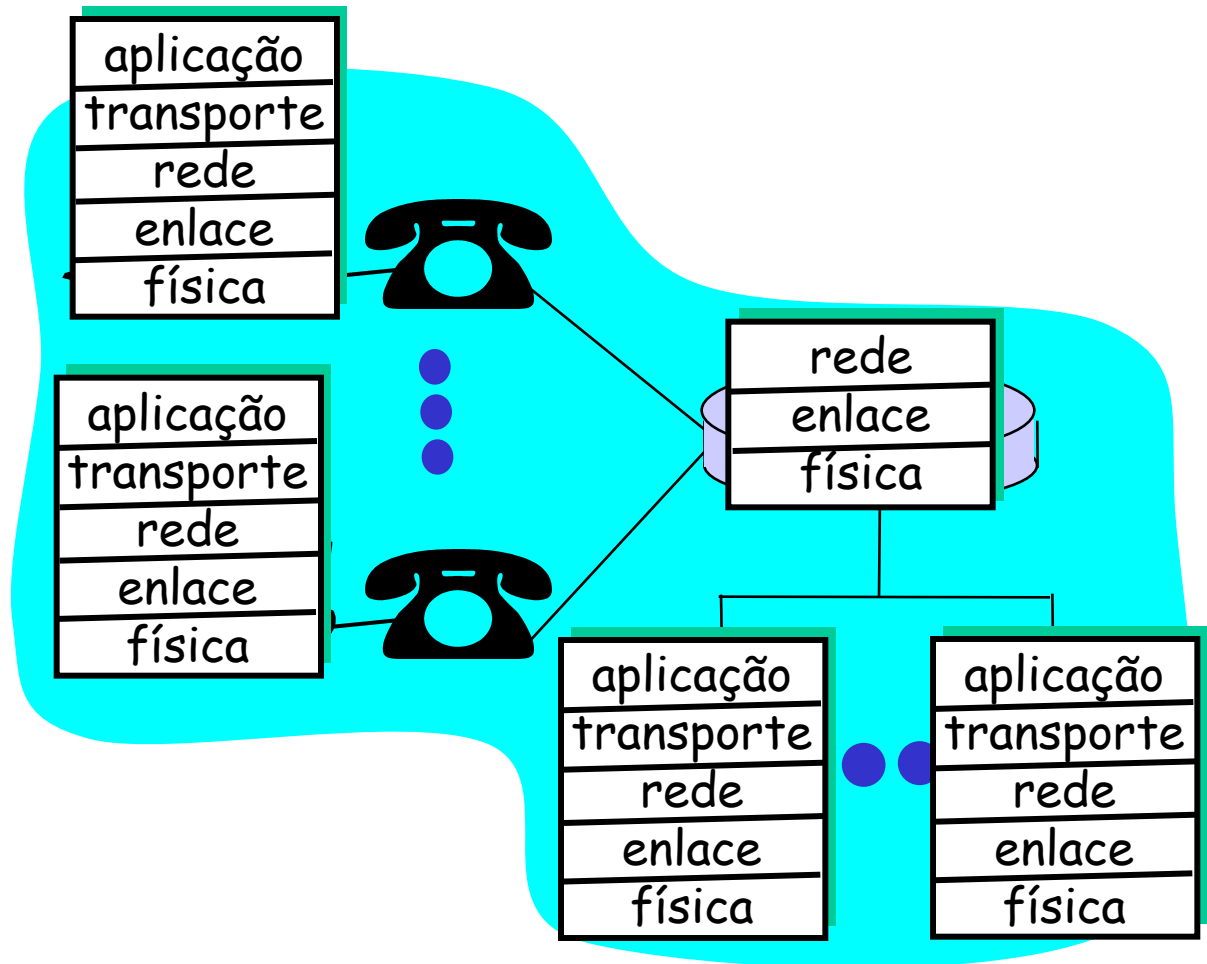 aplicação
transporte
rede
enlace
física
aplicação
transporte
rede
enlace
física
rede
enlace
física
aplicação
transporte
rede
enlace
física
aplicação
transporte
rede
enlace
física